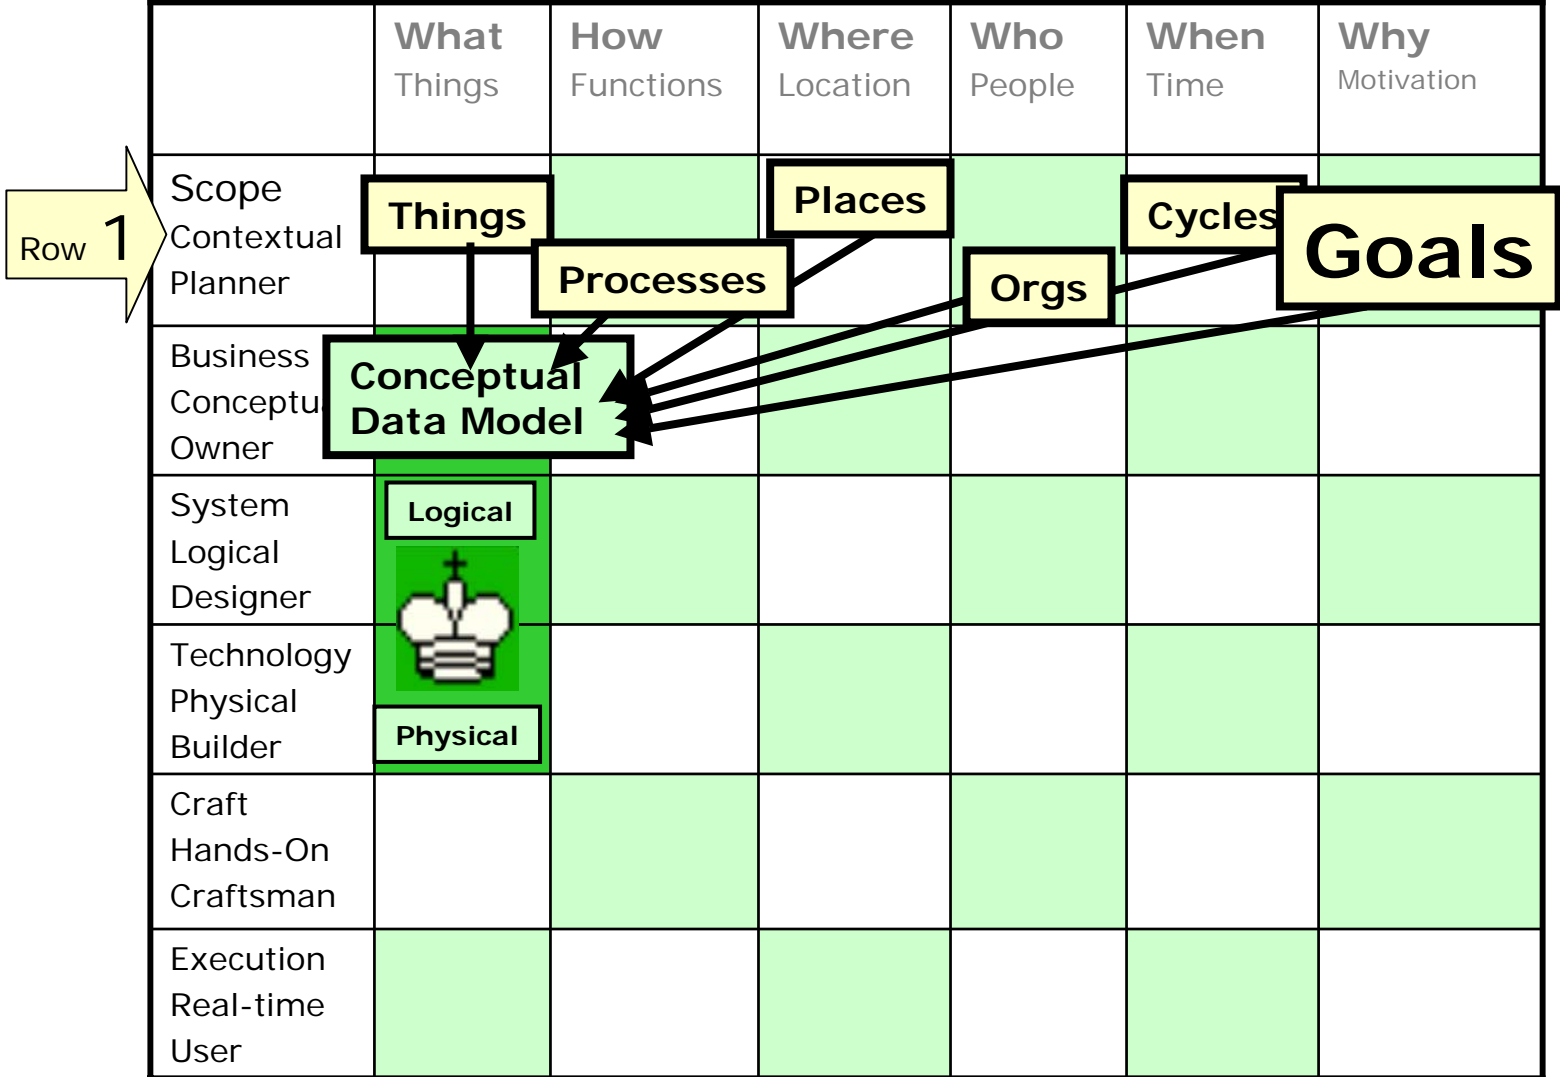 What
Things
How
Functions
Where
Location
Who
People
When
Time
Why
Motivation
Row 1
Scope
Contextual
Planner
Things
Processes
Places
Orgs
Cycles
Goals
Business
Conceptu
Owner
Conceptual
Data Model
System
Logical
Designer
Logical
Technology
Physical
Builder
Physical
Craft
Hands-On
Craftsman
Execution
Real-time
User